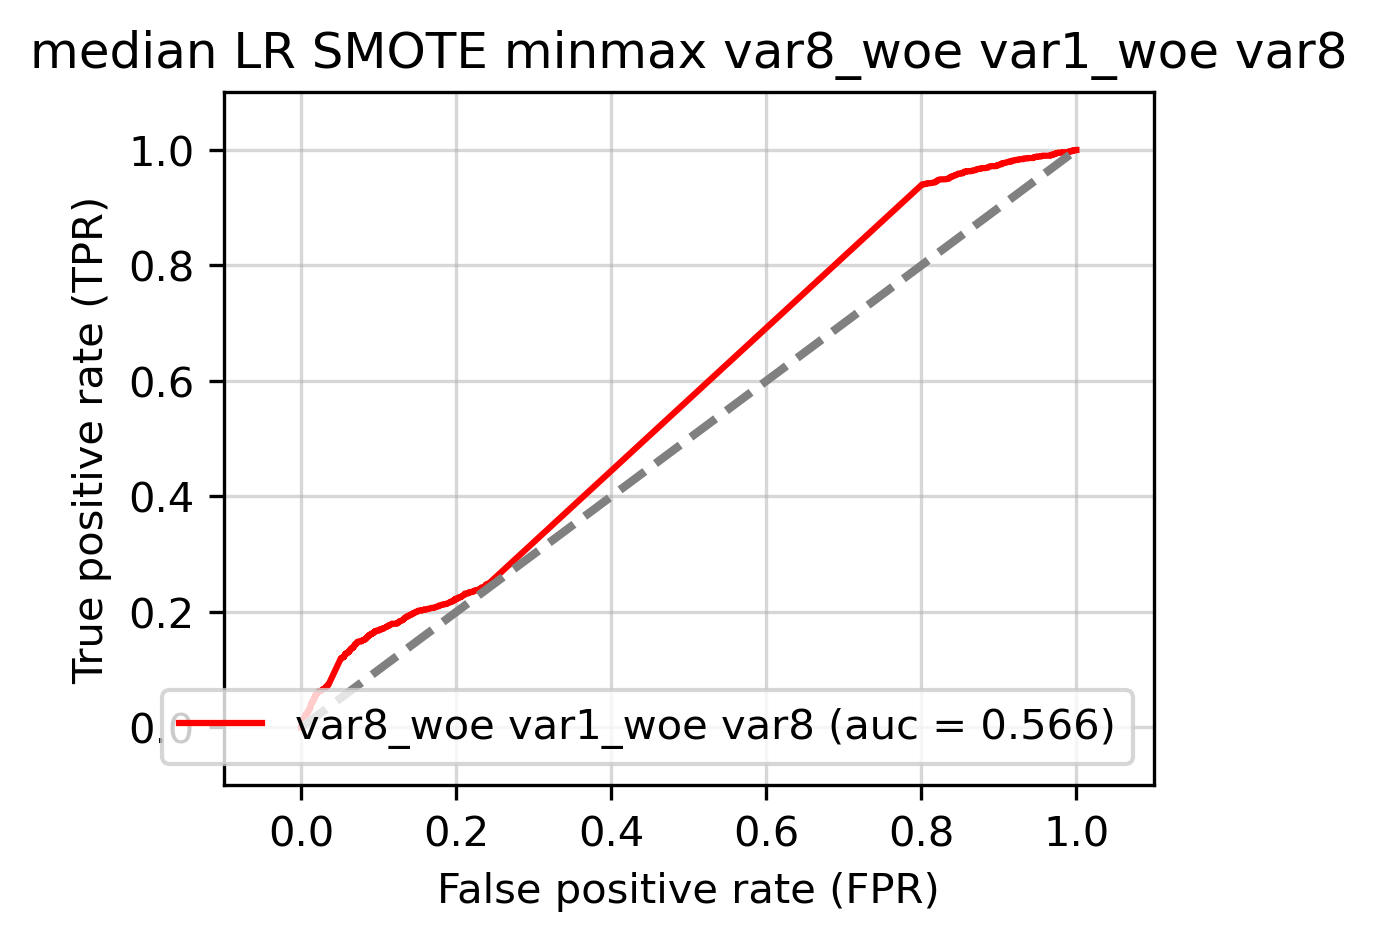 median LR SMOTE minmax var8_woe var1_woe var8
1.0
0.8
0.6
0.4
0.2
0.0
True positive rate (TPR)
var8_woe var1_woe var8 (auc = 0.566)
0.0 0.2 0.4 0.6 0.8 1.0
False positive rate (FPR)